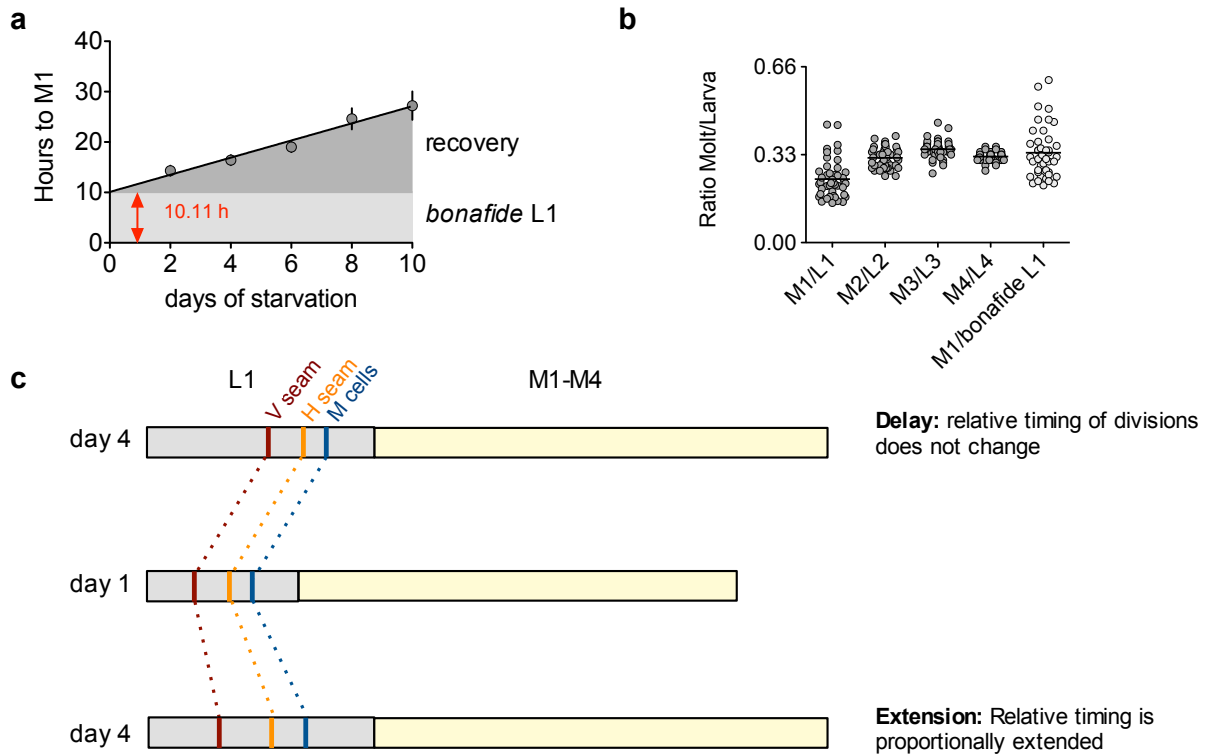 a
40
30
20
10
0
Hours to M1
10.11 h
recovery
bonafide L1
0
2
4
6
8
10
days of starvation
b
0.66
0.33
0.00
Ratio Molt/Larva
M1/L1
M2/L2
M3/L3
M4/L4
M1/bonafide L1
c
L1
V seam
H seam
M cells
M1-M4
day 4
Delay: relative timing of divisions
does not change
day 1
day 4
Extension: Relative timing is
proportionally extended